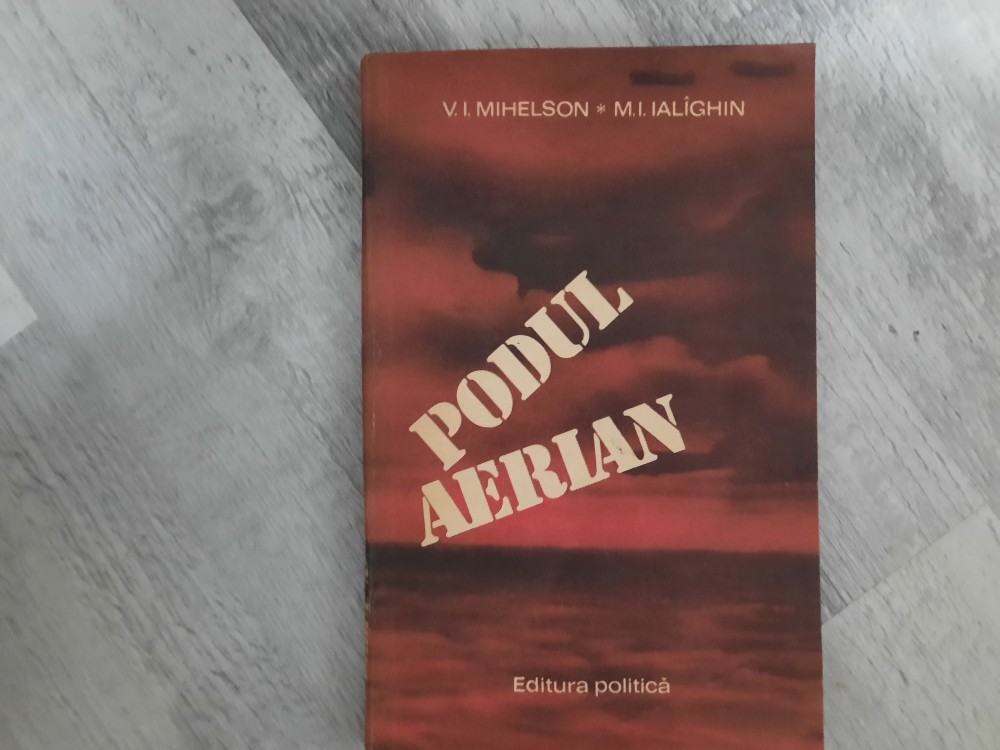 V. I. MIHELSON * M. I. IALÎGHIN
PODUL
AERIAN
Editura politică